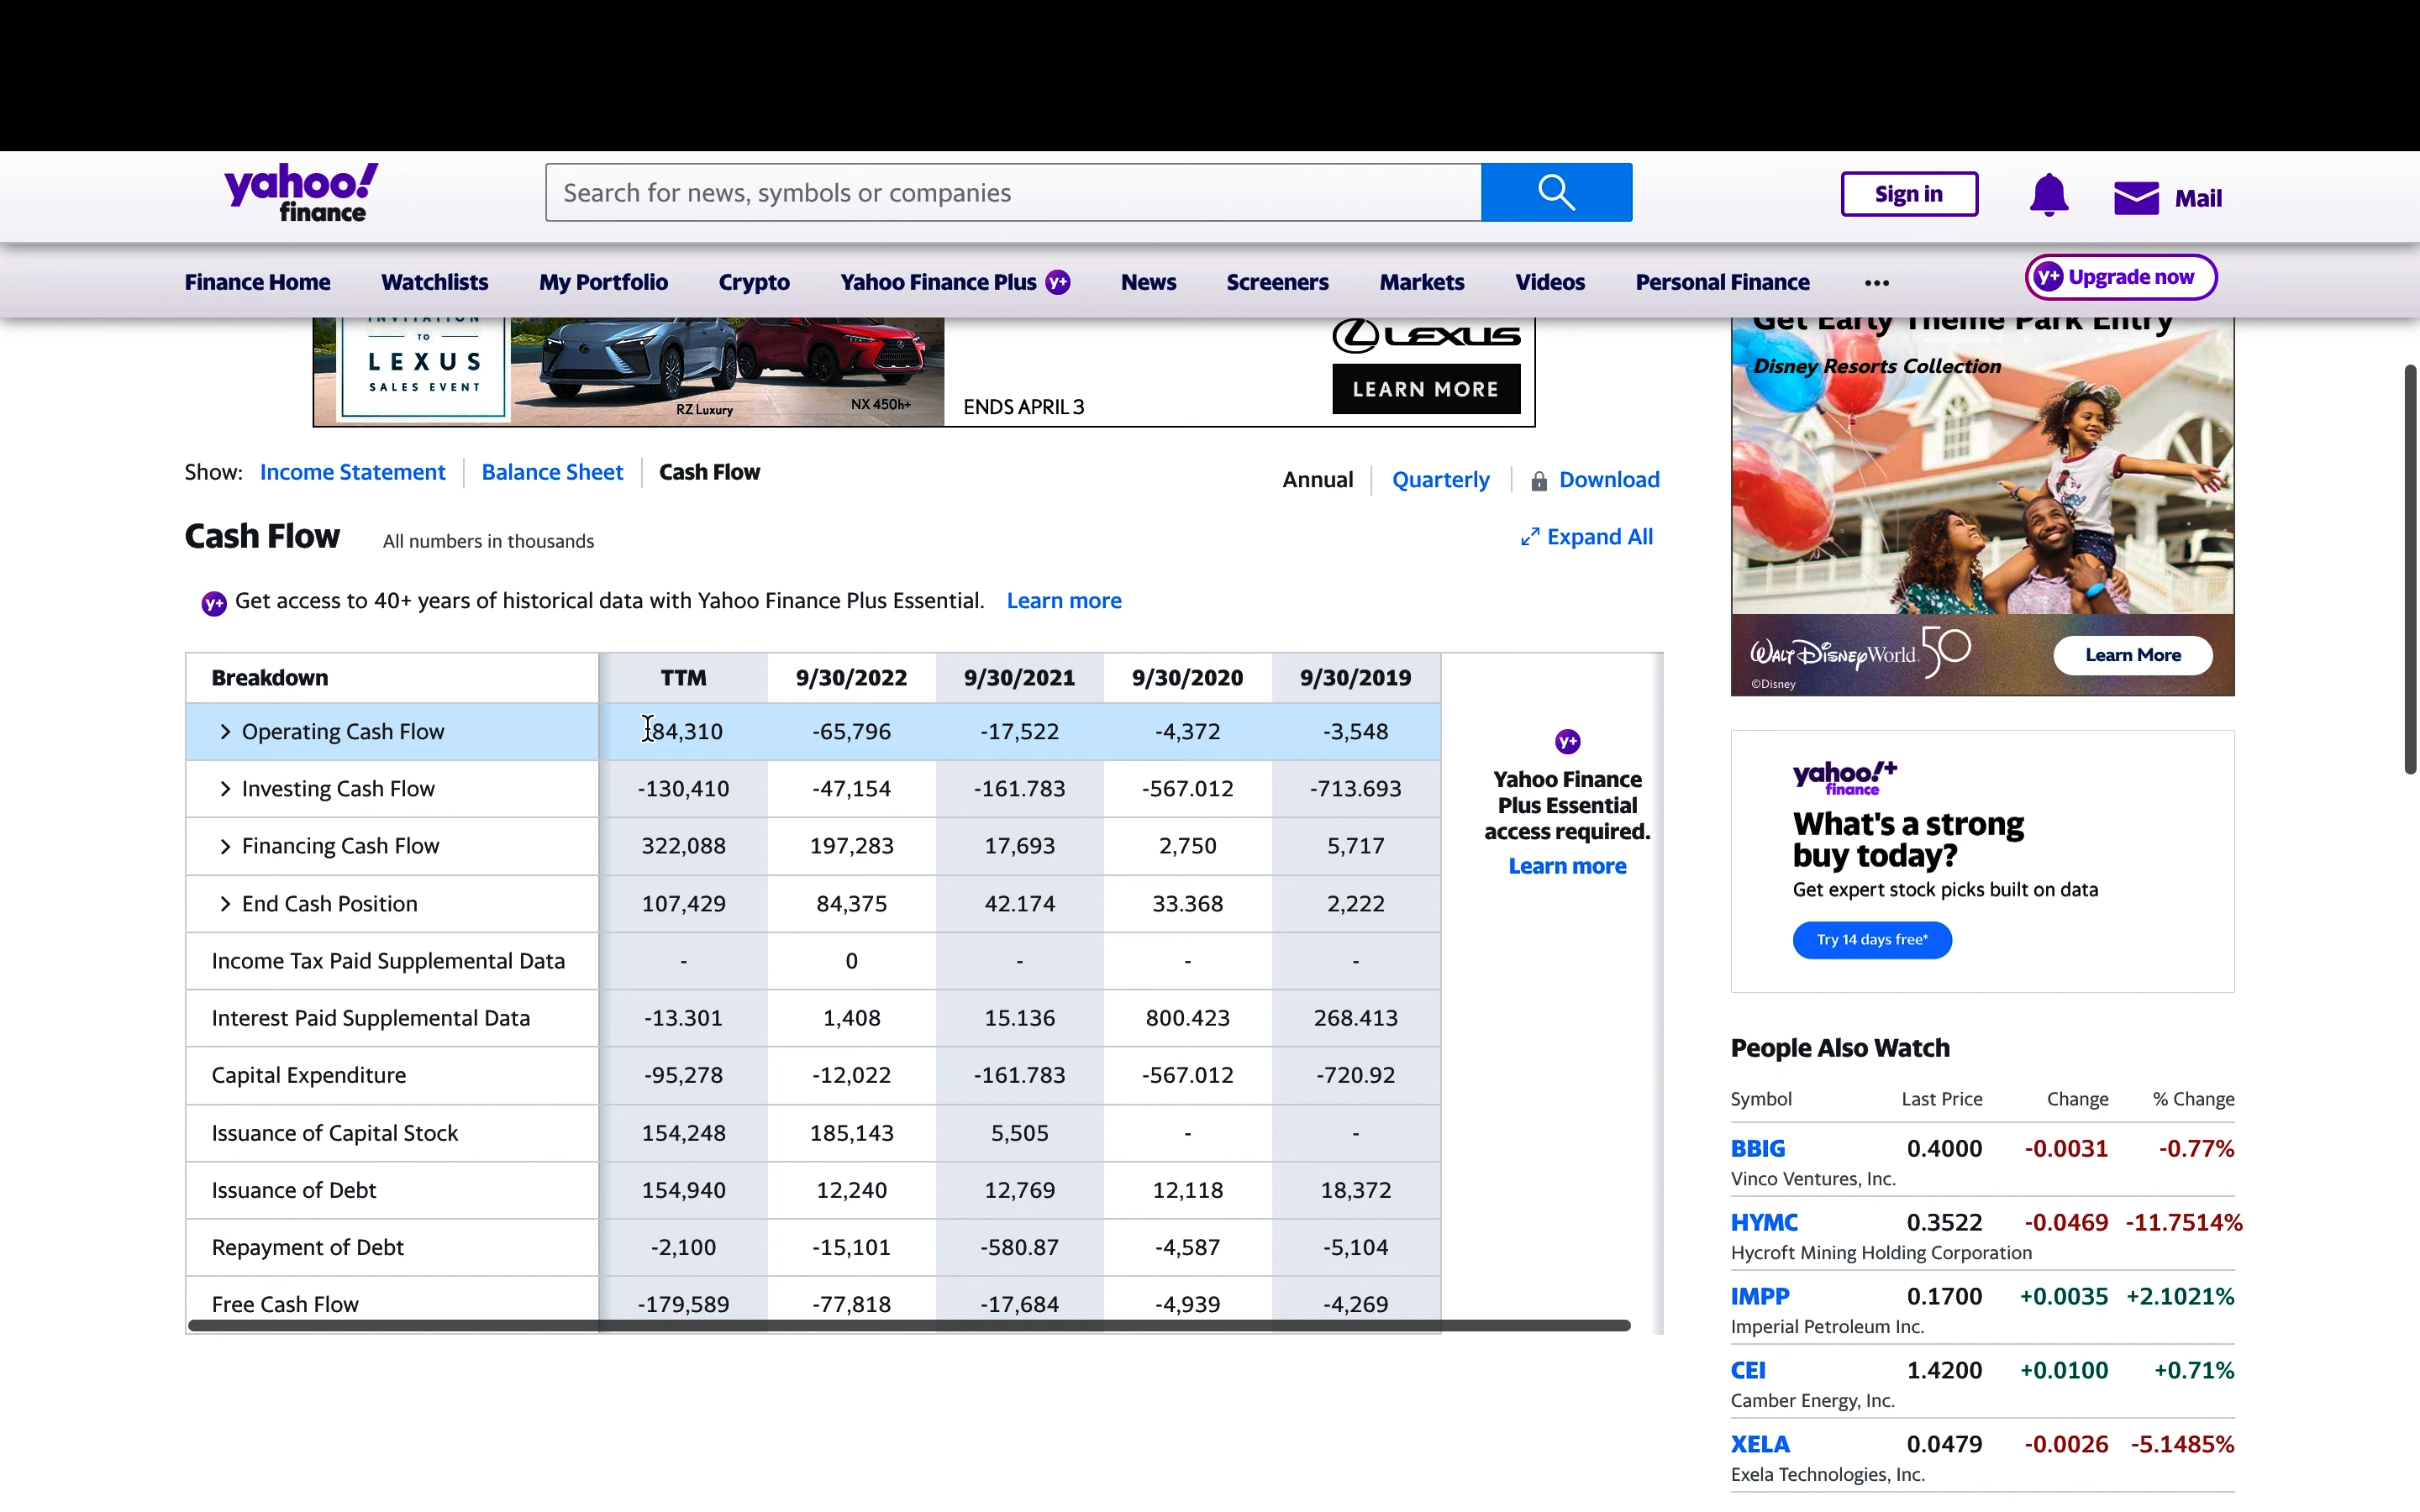 yahoo!
finance
Search for news, symbols or companies
Sign in
Mail
Finance Home Watchlists My Portfolio Crypto Yahoo Finance Plus y+ News Screeners Markets Videos Personal Finance ••• y+ Upgrade now
INVITATION
TO
LEXUS
SALES EVENT
RZ Luxury
NX 450h+
ENDS APRIL 3
LEXUS
LEARN MORE
Get Early Theme Park Entry
Disney Resorts Collection
Walt Disney World. 50
Learn More
©Disney
Show: Income Statement Balance Sheet Cash Flow
Annual Quarterly Download
Cash Flow All numbers in thousands
Expand All
y+ Get access to 40+ years of historical data with Yahoo Finance Plus Essential. Learn more
Breakdown TTM 9/30/2022 9/30/2021 9/30/2020 9/30/2019
> Operating Cash Flow 84,310 -65,796 -17,522 -4,372 -3,548
> Investing Cash Flow -130,410 -47,154 -161.783 -567.012 -713.693
> Financing Cash Flow 322,088 197,283 17,693 2,750 5,717
> End Cash Position 107,429 84,375 42.174 33.368 2,222
Income Tax Paid Supplemental Data - 0 - - -
Interest Paid Supplemental Data -13.301 1,408 15.136 800.423 268.413
Capital Expenditure -95,278 -12,022 -161.783 -567.012 -720.92
Issuance of Capital Stock 154,248 185,143 5,505 - -
Issuance of Debt 154,940 12,240 12,769 12,118 18,372
Repayment of Debt -2,100 -15,101 -580.87 -4,587 -5,104
Free Cash Flow -179,589 -77,818 -17,684 -4,939 -4,269
y+
Yahoo Finance
Plus Essential
access required.
Learn more
yahoo!+
finance
What's a strong
buy today?
Get expert stock picks built on data
Try 14 days free*
People Also Watch
Symbol Last Price Change % Change
BBIG 0.4000 -0.0031 -0.77%
Vinco Ventures, Inc.
HYMC 0.3522 -0.0469 -11.7514%
Hycroft Mining Holding Corporation
IMPP 0.1700 +0.0035 +2.1021%
Imperial Petroleum Inc.
CEI 1.4200 +0.0100 +0.71%
Camber Energy, Inc.
XELA 0.0479 -0.0026 -5.1485%
Exela Technologies, Inc.